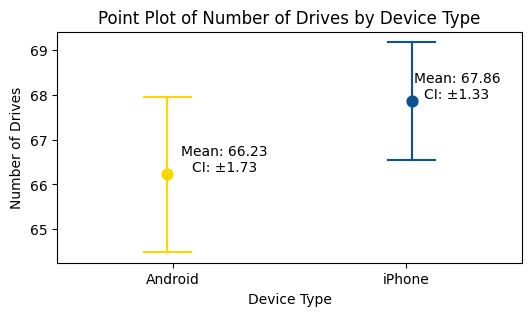 Point Plot of Number of Drives by Device Type
69
68
67
66
65
Number of Drives
Mean: 67.86
CI: ±1.33
Mean: 66.23
CI: ±1.73
Android
iPhone
Device Type